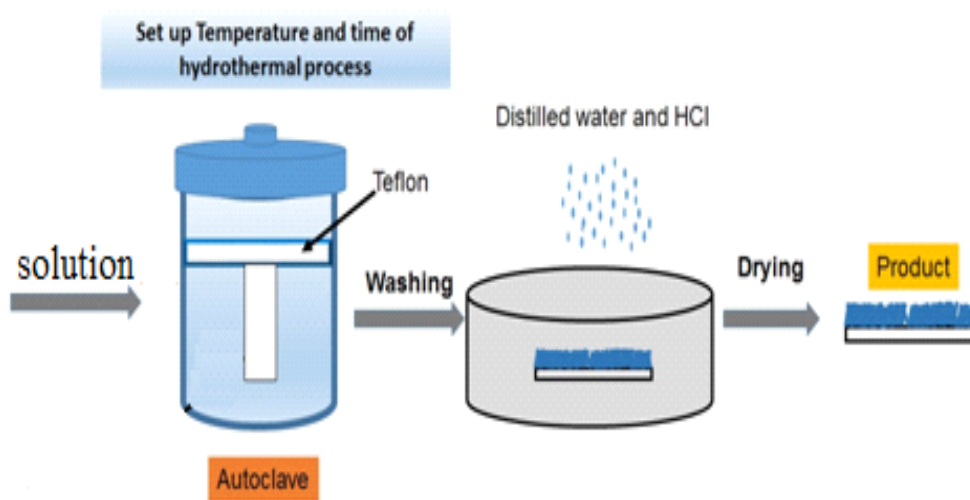 Set up Temperature and time of
hydrothermal process
Distilled water and HCl
Teflon
solution
Washing
Drying
Product
Autoclave